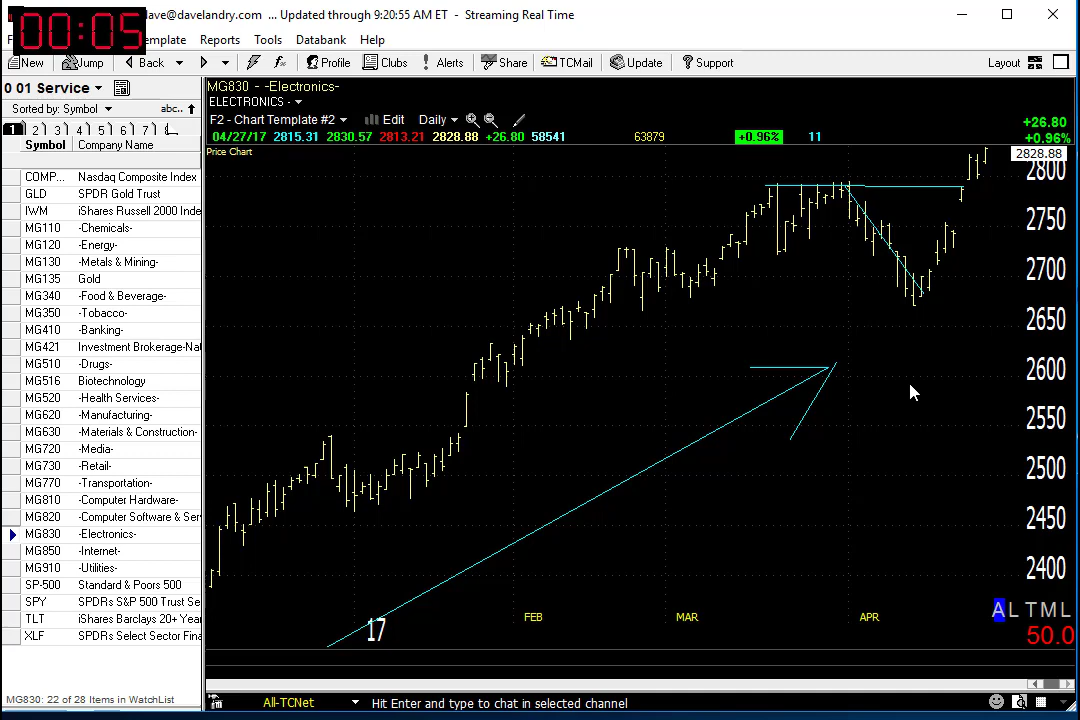 00:05
dave@davelandry.com ... Updated through 9:20:55 AM ET - Streaming Real Time
Template Reports Tools Databank Help
New Jump Back Profile Clubs Alerts Share TCMail Update Support Layout
0 01 Service
Sorted by: Symbol abc..
1 2 3 4 5 6 7
Symbol Company Name
COMP... Nasdaq Composite Index
GLD SPDR Gold Trust
IWM iShares Russell 2000 Inde
MG110 -Chemicals-
MG120 -Energy-
MG130 -Metals & Mining-
MG135 Gold
MG340 -Food & Beverage-
MG350 -Tobacco-
MG410 -Banking-
MG421 Investment Brokerage-Nat
MG510 -Drugs-
MG516 Biotechnology
MG520 -Health Services-
MG620 -Manufacturing-
MG630 -Materials & Construction-
MG720 -Media-
MG730 -Retail-
MG770 -Transportation-
MG810 -Computer Hardware-
MG820 -Computer Software & Ser
MG830 -Electronics-
MG850 -Internet-
MG910 -Utilities-
SP-500 Standard & Poors 500
SPY SPDRs S&P 500 Trust Se
TLT iShares Barclays 20+ Year
XLF SPDRs Select Sector Fina
MG830: 22 of 28 Items in WatchList
MG830 - -Electronics-
ELECTRONICS -
F2 - Chart Template #2 Edit Daily
04/27/17 2815.31 2830.57 2813.21 2828.88 +26.80 58541 63879 +0.96% 11
+26.80
+0.96%
Price Chart
2828.88
2800
2750
2700
2650
2600
2550
2500
2450
2400
17 FEB MAR APR
A L T M L
50.0
All-TCNet Hit Enter and type to chat in selected channel